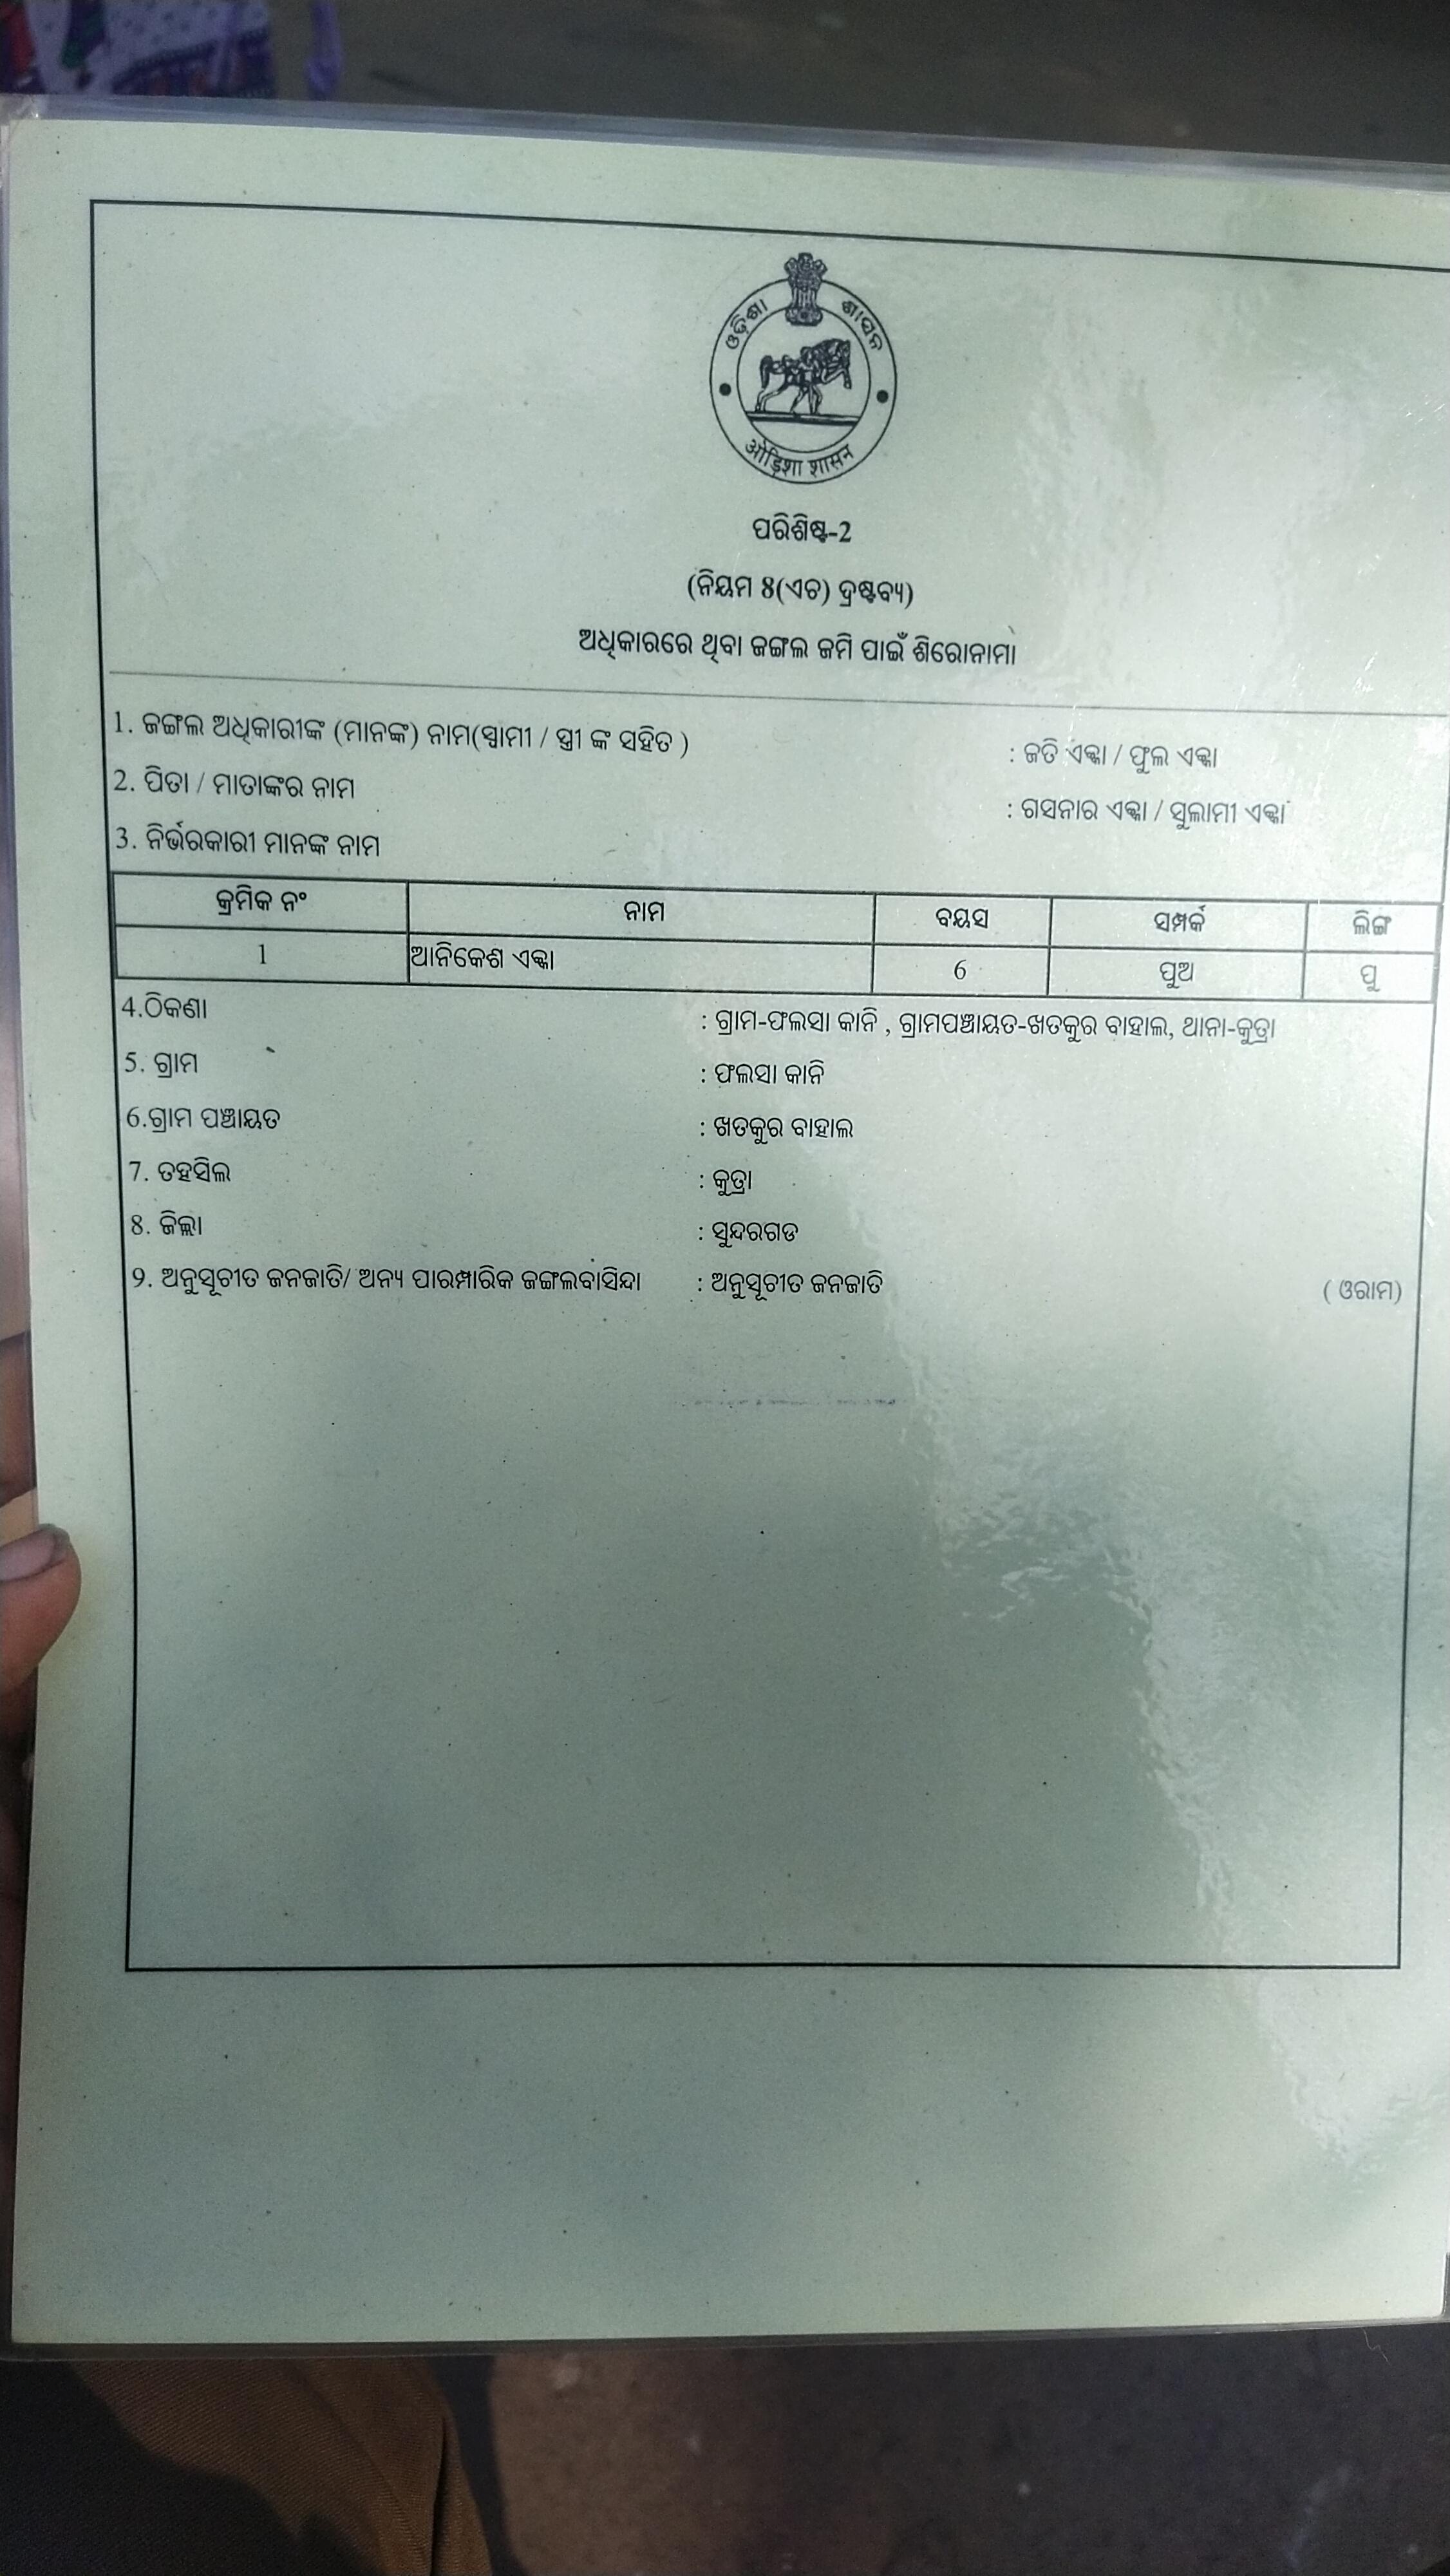 ଓଡ଼ିଶା ଶାସନ
ओड़िशा शासन
ପରିଶିଷ୍ଟ-2
(ନିୟମ ୫(ଏଚ) ଦ୍ରଷ୍ଟବ୍ୟ)
ଅଧିକାରରେ ଥିବା ଜଙ୍ଗଲ ଜମି ପାଇଁ ଶିରୋନାମା
1. ଜଙ୍ଗଲ ଅଧିକାରୀଙ୍କ (ମାନଙ୍କ) ନାମ(ସ୍ଵାମୀ / ସ୍ତ୍ରୀ ଙ୍କ ସହିତ ) : ଜତି ଏକ୍କା / ଫୁଲ ଏକ୍କା
2. ପିତା / ମାତାଙ୍କର ନାମ : ଗସନାର ଏକ୍କା / ସୁଲାମୀ ଏକ୍କା
3. ନିର୍ଭରକାରୀ ମାନଙ୍କ ନାମ
କ୍ରମିକ ନଂ ନାମ ବୟସ ସମ୍ପର୍କ ଲିଙ୍ଗ
1 ଆନିକେଶ ଏକ୍କା 6 ପୁଅ ପୁ
4.ଠିକଣା : ଗ୍ରାମ-ଫଲସା କାନି , ଗ୍ରାମପଞ୍ଚାୟତ-ଖତକୁର ବାହାଲ, ଥାନା-କୁତ୍ରା
5. ଗ୍ରାମ : ଫଲସା କାନି
6.ଗ୍ରାମ ପଞ୍ଚାୟତ : ଖତକୁର ବାହାଲ
7. ତହସିଲ : କୁତ୍ରା
8. ଜିଲ୍ଲା : ସୁନ୍ଦରଗଡ
9. ଅନୁସୂଚୀତ ଜନଜାତି/ ଅନ୍ୟ ପାରମ୍ପାରିକ ଜଙ୍ଗଲବାସିନ୍ଦା : ଅନୁସୂଚୀତ ଜନଜାତି ( ଓରାମ)